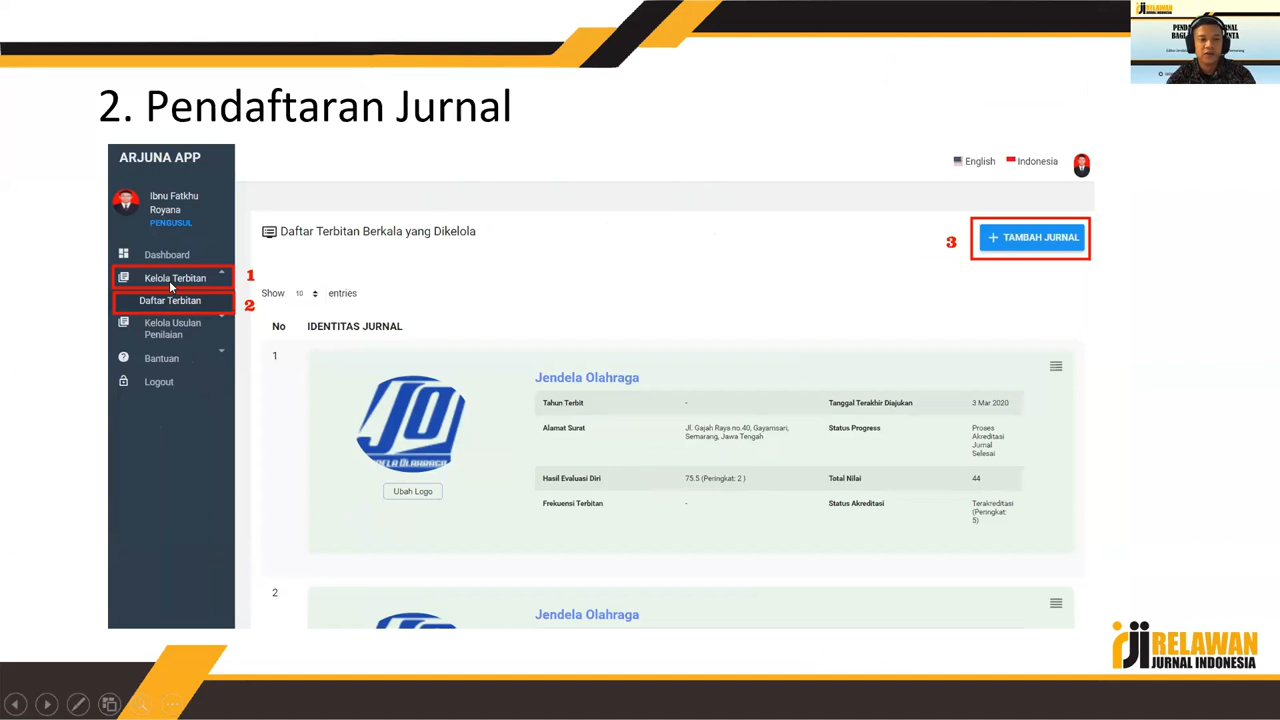 2. Pendaftaran Jurnal
ARJUNA APP
Ibnu Fatkhu
Royana
PENGUSUL
Dashboard
Kelola Terbitan
1
Daftar Terbitan
2
Kelola Usulan
Penilaian
Bantuan
Logout
English
Indonesia
Daftar Terbitan Berkala yang Dikelola
3
+ TAMBAH JURNAL
Show 10 entries
No IDENTITAS JURNAL
1
JO
Ubah Logo
Jendela Olahraga
Tahun Terbit - Tanggal Terakhir Diajukan 3 Mar 2020
Alamat Surat
Jl. Gajah Raya no.40, Gayamsari,
Semarang, Jawa Tengah
Status Progress
Proses
Akreditasi
Jurnal
Selesai
Hasil Evaluasi Diri 75.5 (Peringkat: 2 ) Total Nilai 44
Frekuensi Terbitan - Status Akreditasi
Terakreditasi
(Peringkat:
5)
2
Jendela Olahraga
RELAWAN
JURNAL INDONESIA